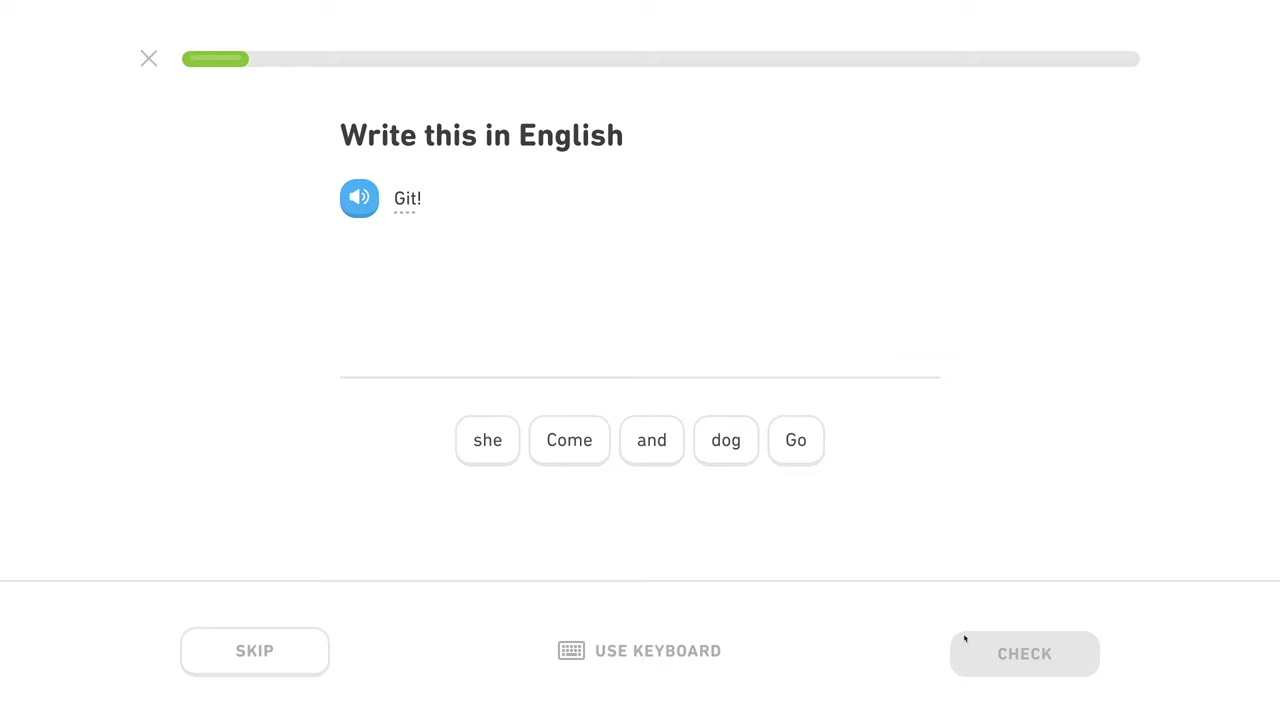 Write this in English
Git!
she Come and dog Go
SKIP USE KEYBOARD CHECK